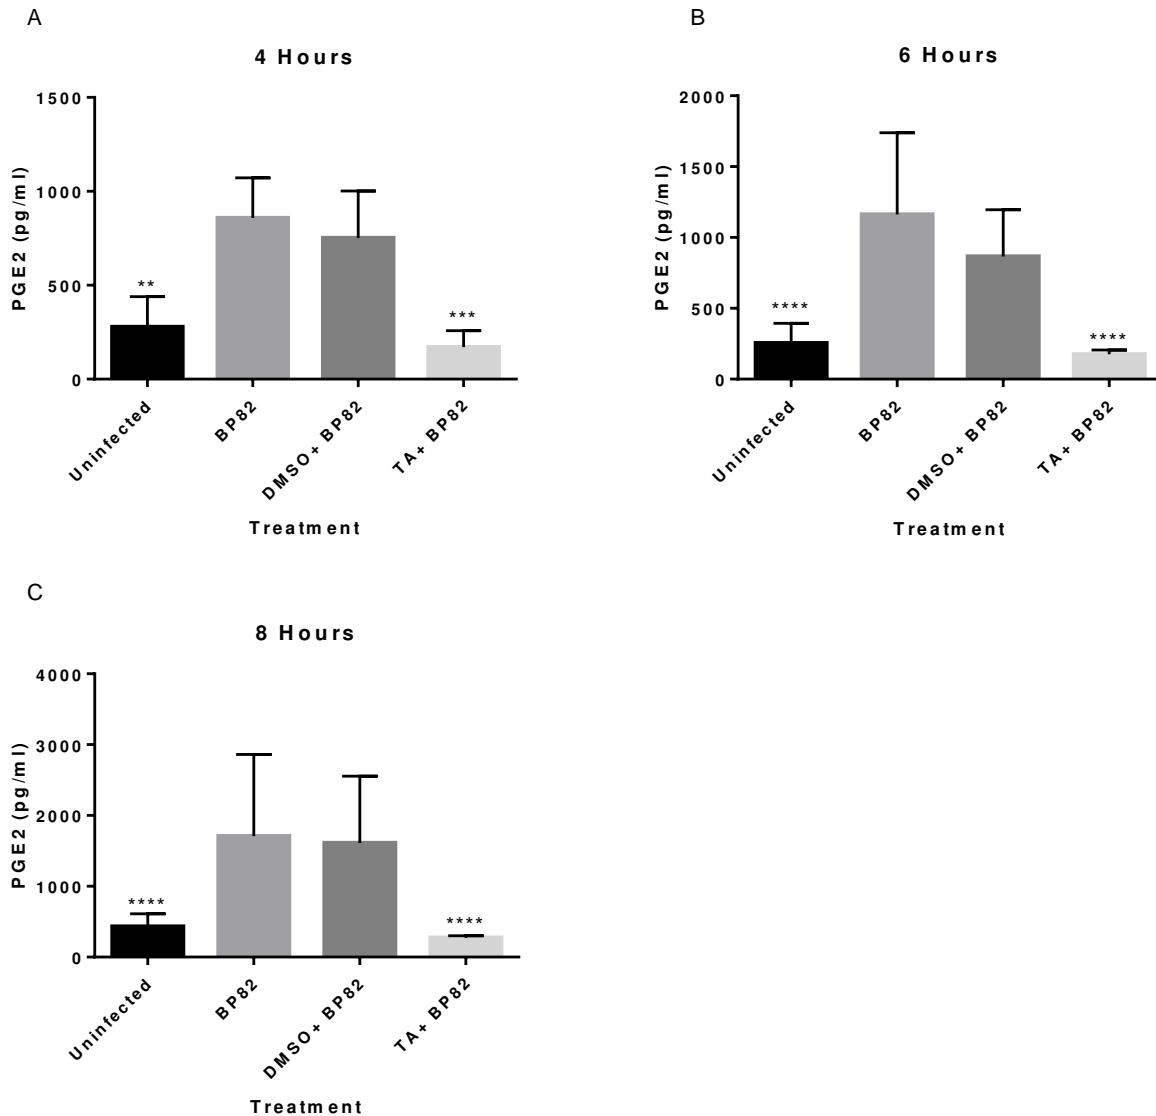 A
4 Hours
PGE2 (pg/ml)
1500
1000
500
0
**
***
Uninfected
BP82
DMSO+ BP82
TA+ BP82
Treatment
B
6 Hours
PGE2 (pg/ml)
2000
1500
1000
500
0
****
****
Uninfected
BP82
DMSO+ BP82
TA+ BP82
Treatment
C
8 Hours
PGE2 (pg/ml)
4000
3000
2000
1000
0
****
****
Uninfected
BP82
DMSO+ BP82
TA+ BP82
Treatment